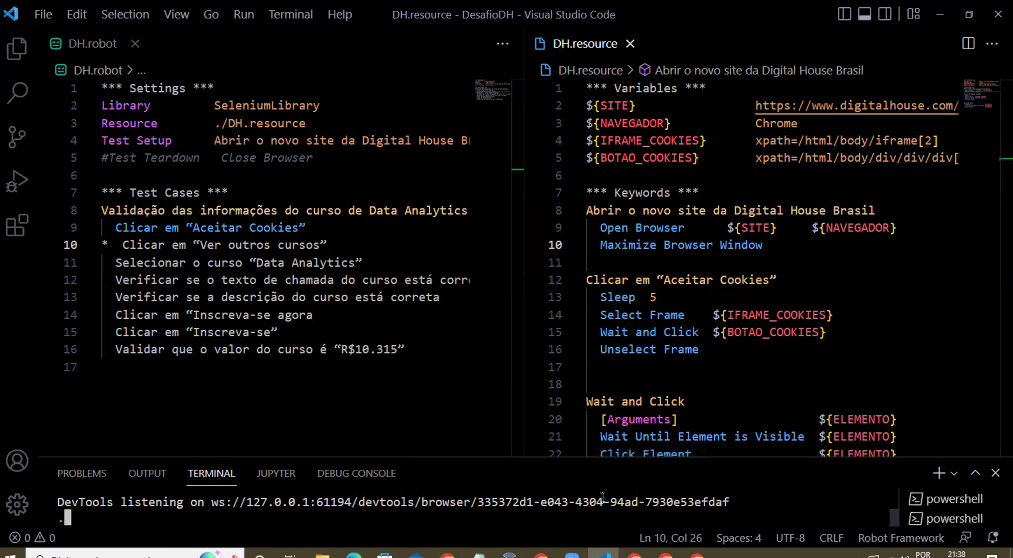 File Edit Selection View Go Run Terminal Help DH.resource - DesafioDH - Visual Studio Code
DH.robot
DH.robot > ...
1 *** Settings ***
2 Library SeleniumLibrary
3 Resource ./DH.resource
4 Test Setup Abrir o novo site da Digital House B
5 #Test Teardown Close Browser
6
7 *** Test Cases ***
8 Validação das informações do curso de Data Analytics
9 Clicar em “Aceitar Cookies”
10 * Clicar em “Ver outros cursos”
11 Selecionar o curso “Data Analytics”
12 Verificar se o texto de chamada do curso está corr
13 Verificar se a descrição do curso está correta
14 Clicar em “Inscreva-se agora
15 Clicar em “Inscreva-se”
16 Validar que o valor do curso é “R$10.315”
17
DH.resource
DH.resource > Abrir o novo site da Digital House Brasil
1 *** Variables ***
2 ${SITE} https://www.digitalhouse.com/
3 ${NAVEGADOR} Chrome
4 ${IFRAME_COOKIES} xpath=/html/body/iframe[2]
5 ${BOTAO_COOKIES} xpath=/html/body/div/div/div[
6
7 *** Keywords ***
8 Abrir o novo site da Digital House Brasil
9 Open Browser ${SITE} ${NAVEGADOR}
10 Maximize Browser Window
11
12 Clicar em “Aceitar Cookies”
13 Sleep 5
14 Select Frame ${IFRAME_COOKIES}
15 Wait and Click ${BOTAO_COOKIES}
16 Unselect Frame
17
18
19 Wait and Click
20 [Arguments] ${ELEMENTO}
21 Wait Until Element is Visible ${ELEMENTO}
22 Click Element ${ELEMENTO}
PROBLEMS OUTPUT TERMINAL JUPYTER DEBUG CONSOLE
DevTools listening on ws://127.0.0.1:61194/devtools/browser/335372d1-e043-4304-94ad-7930e53efdaf
.
powershell
powershell
0 0 Ln 10, Col 26 Spaces: 4 UTF-8 CRLF Robot Framework
POR 21:38